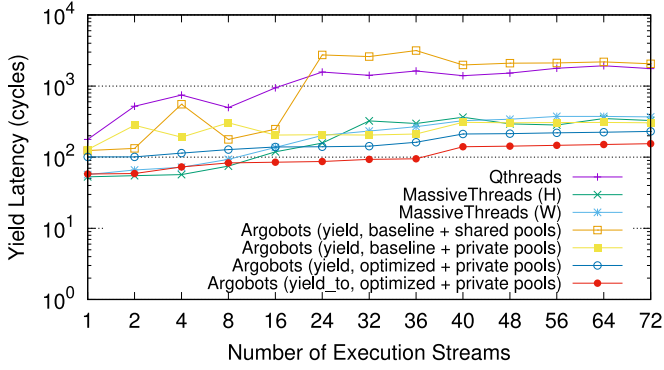 10^4
10^3
10^2
10^1
10^0
Yield Latency (cycles)
Qthreads
MassiveThreads (H)
MassiveThreads (W)
Argobots (yield, baseline + shared pools)
Argobots (yield, baseline + private pools)
Argobots (yield, optimized + private pools)
Argobots (yield_to, optimized + private pools)
1 2 4 8 16 24 32 36 40 48 56 64 72
Number of Execution Streams